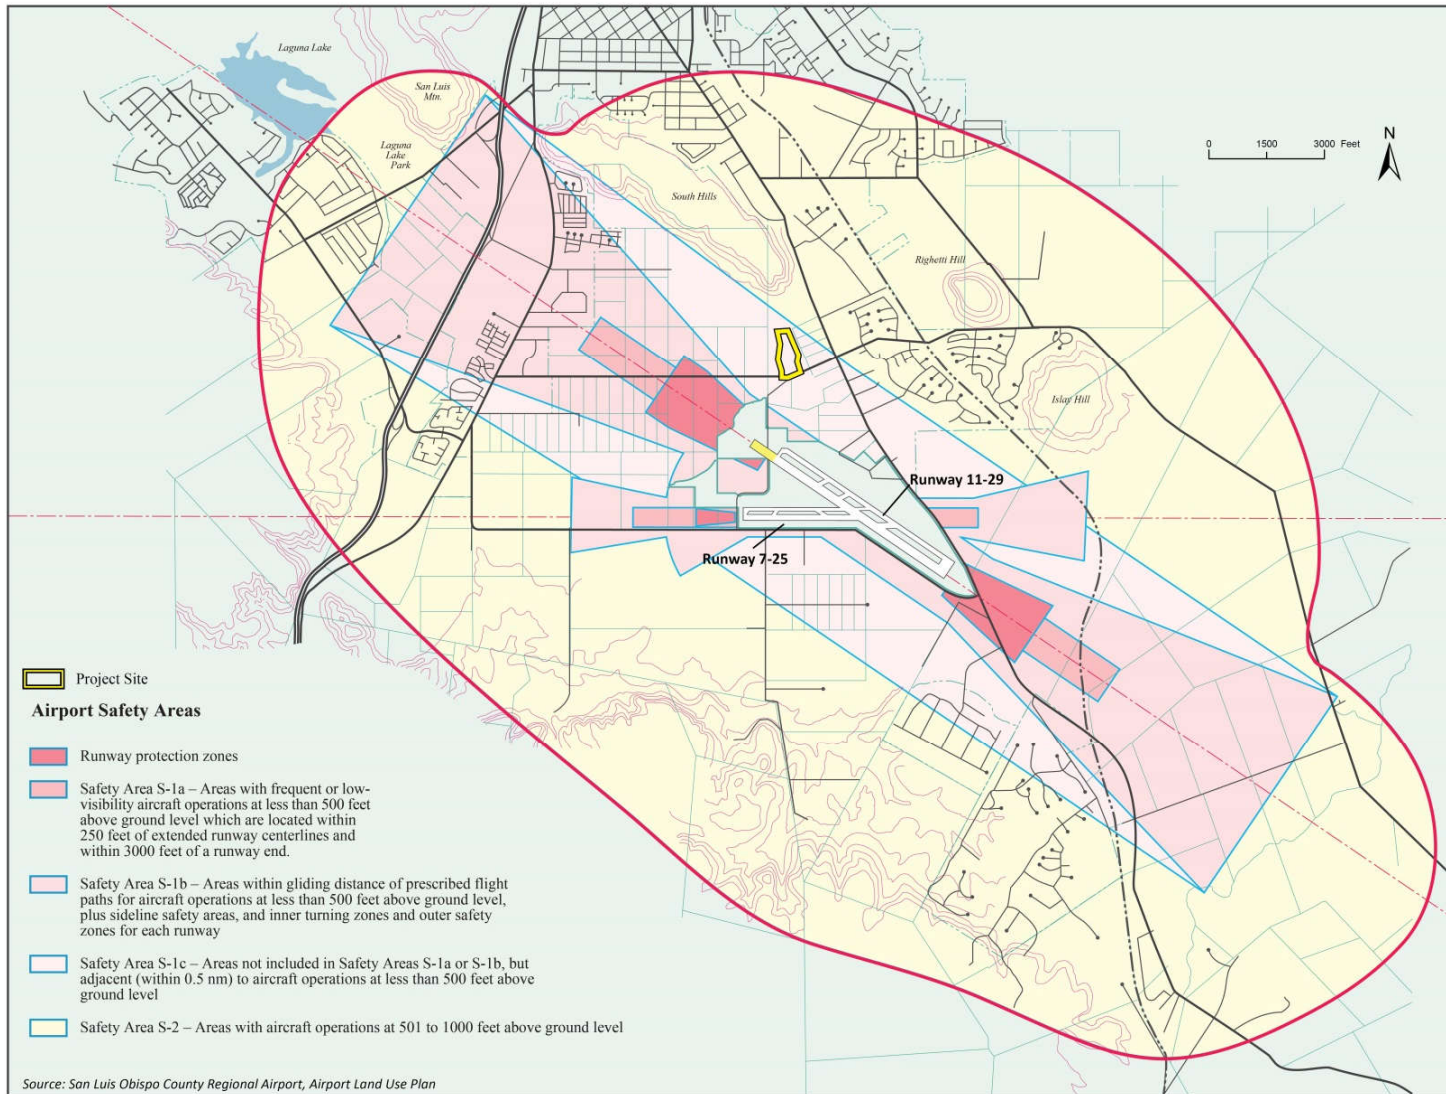 Laguna Lake
San Luis
Mtn.
Laguna
Lake
Park
South Hills
Righetti Hill
Islay Hill
N
0 1500 3000 Feet
Runway 11-29
Runway 7-25
Project Site
Airport Safety Areas
Runway protection zones
Safety Area S-1a – Areas with frequent or low-
visibility aircraft operations at less than 500 feet
above ground level which are located within
250 feet of extended runway centerlines and
within 3000 feet of a runway end.
Safety Area S-1b – Areas within gliding distance of prescribed flight
paths for aircraft operations at less than 500 feet above ground level,
plus sideline safety areas, and inner turning zones and outer safety
zones for each runway
Safety Area S-1c – Areas not included in Safety Areas S-1a or S-1b, but
adjacent (within 0.5 nm) to aircraft operations at less than 500 feet above
ground level
Safety Area S-2 – Areas with aircraft operations at 501 to 1000 feet above ground level
Source: San Luis Obispo County Regional Airport, Airport Land Use Plan